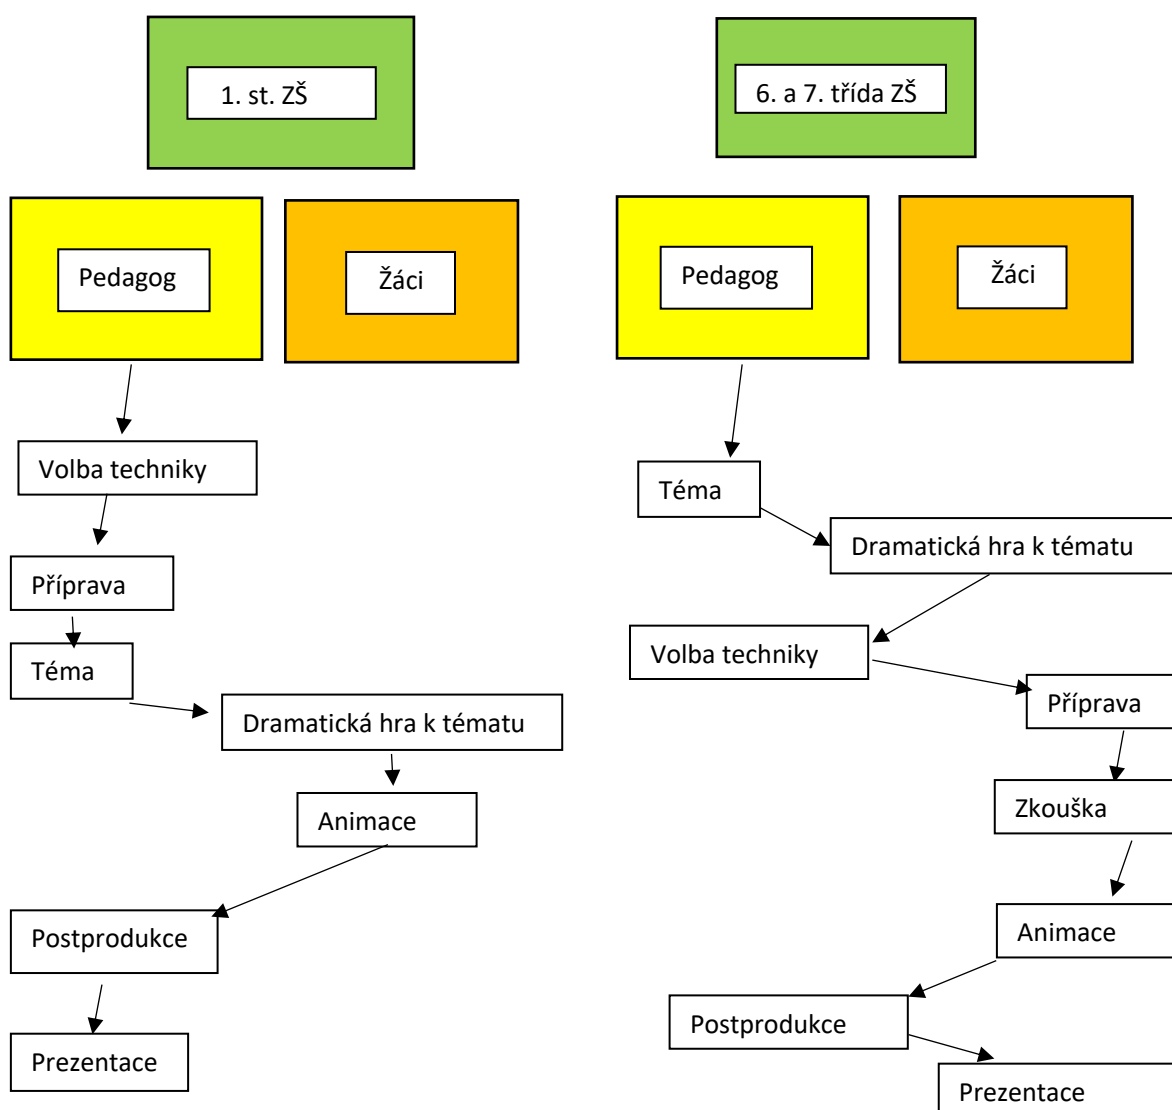 1. st. ZŠ
Pedagog
Žáci
Volba techniky
Příprava
Téma
Dramatická hra k tématu
Animace
Postprodukce
Prezentace
6. a 7. třída ZŠ
Pedagog
Žáci
Téma
Dramatická hra k tématu
Volba techniky
Příprava
Zkouška
Animace
Postprodukce
Prezentace